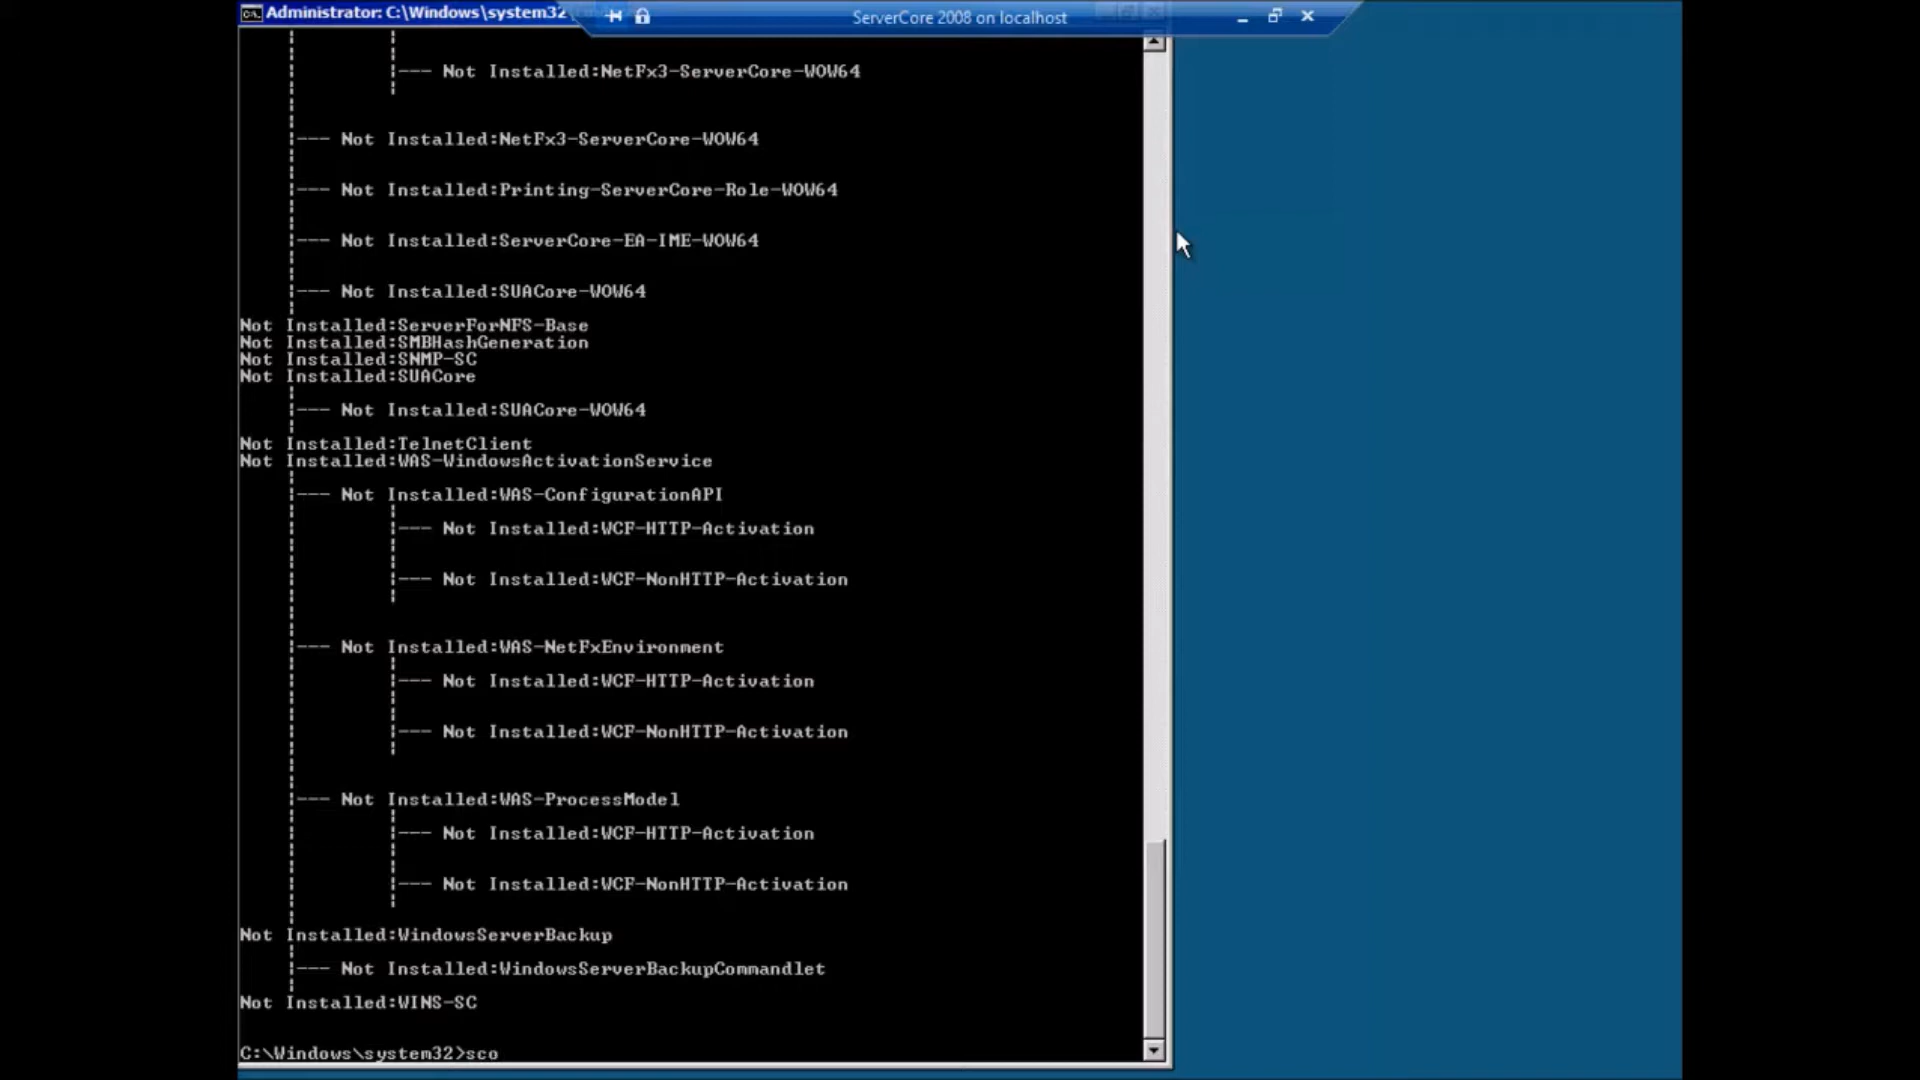 Administrator: C:\Windows\system32\
ServerCore 2008 on localhost
|--- Not Installed:NetFx3-ServerCore-WOW64
|--- Not Installed:NetFx3-ServerCore-WOW64
|--- Not Installed:Printing-ServerCore-Role-WOW64
|--- Not Installed:ServerCore-EA-IME-WOW64
|--- Not Installed:SUACore-WOW64
Not Installed:ServerForNFS-Base
Not Installed:SMBHashGeneration
Not Installed:SNMP-SC
Not Installed:SUACore
|--- Not Installed:SUACore-WOW64
Not Installed:TelnetClient
Not Installed:WAS-WindowsActivationService
|--- Not Installed:WAS-ConfigurationAPI
|--- Not Installed:WCF-HTTP-Activation
|--- Not Installed:WCF-NonHTTP-Activation
|--- Not Installed:WAS-NetFxEnvironment
|--- Not Installed:WCF-HTTP-Activation
|--- Not Installed:WCF-NonHTTP-Activation
|--- Not Installed:WAS-ProcessModel
|--- Not Installed:WCF-HTTP-Activation
|--- Not Installed:WCF-NonHTTP-Activation
Not Installed:WindowsServerBackup
|--- Not Installed:WindowsServerBackupCommandlet
Not Installed:WINS-SC
C:\Windows\system32>sco